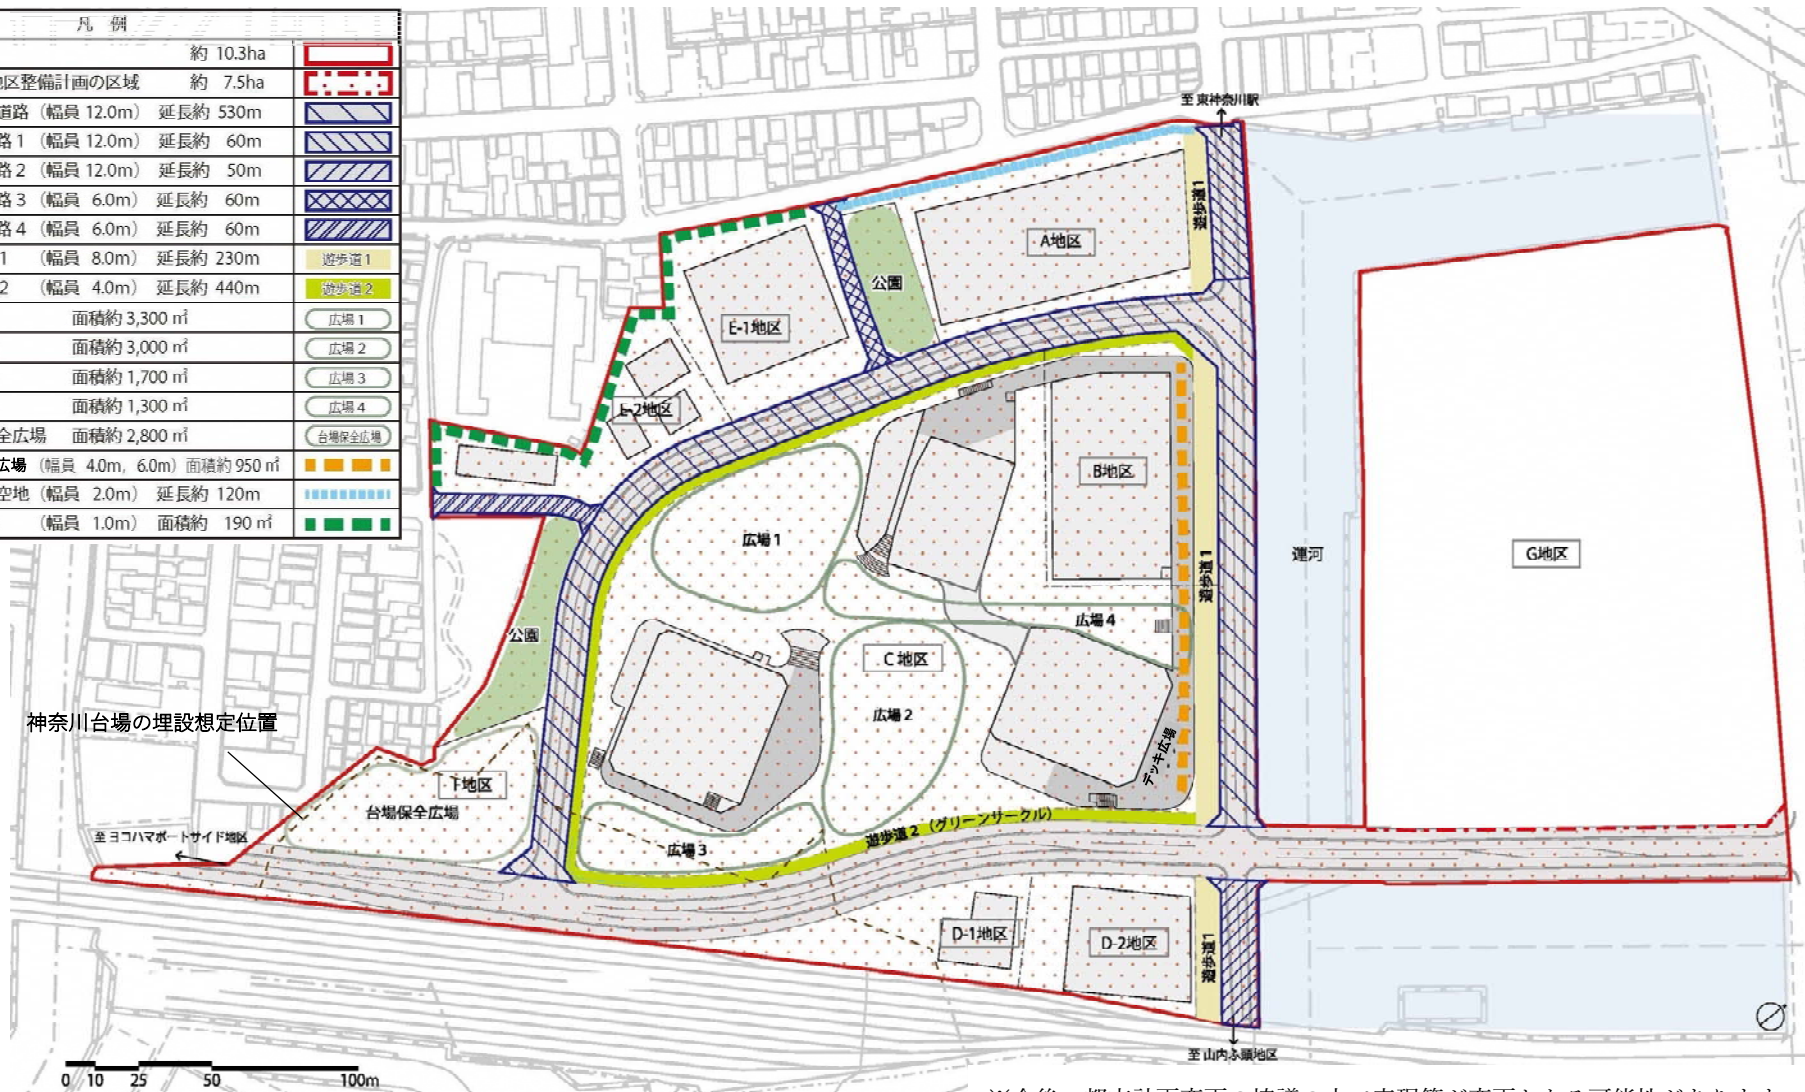 凡 例
約 10.3ha
区整備計画の区域 約 7.5ha
道路（幅員 12.0m） 延長約 530m
路 1 （幅員 12.0m） 延長約 60m
路 2 （幅員 12.0m） 延長約 50m
路 3 （幅員 6.0m） 延長約 60m
路 4 （幅員 6.0m） 延長約 60m
1 （幅員 8.0m） 延長約 230m 遊歩道 1
2 （幅員 4.0m） 延長約 440m 遊歩道 2
面積約 3,300 ㎡ 広場 1
面積約 3,000 ㎡ 広場 2
面積約 1,700 ㎡ 広場 3
面積約 1,300 ㎡ 広場 4
全広場 面積約 2,800 ㎡ 台場保全広場
広場（幅員 4.0m, 6.0m）面積約 950 ㎡
空地（幅員 2.0m） 延長約 120m
（幅員 1.0m） 面積約 190 ㎡
至 東神奈川駅
遊歩道1
A地区
公園
E-1地区
E-2地区
B地区
広場 1
遊歩道1
運河
G地区
広場 4
公園
C 地区
広場 2
神奈川台場の埋設想定位置
デッキ広場
F地区
台場保全広場
至 ヨコハマポートサイド地区
遊歩道 2 （グリーンサークル）
広場 3
D-1地区
D-2地区
遊歩道1
至 山内ふ頭地区
0 10 25 50 100m